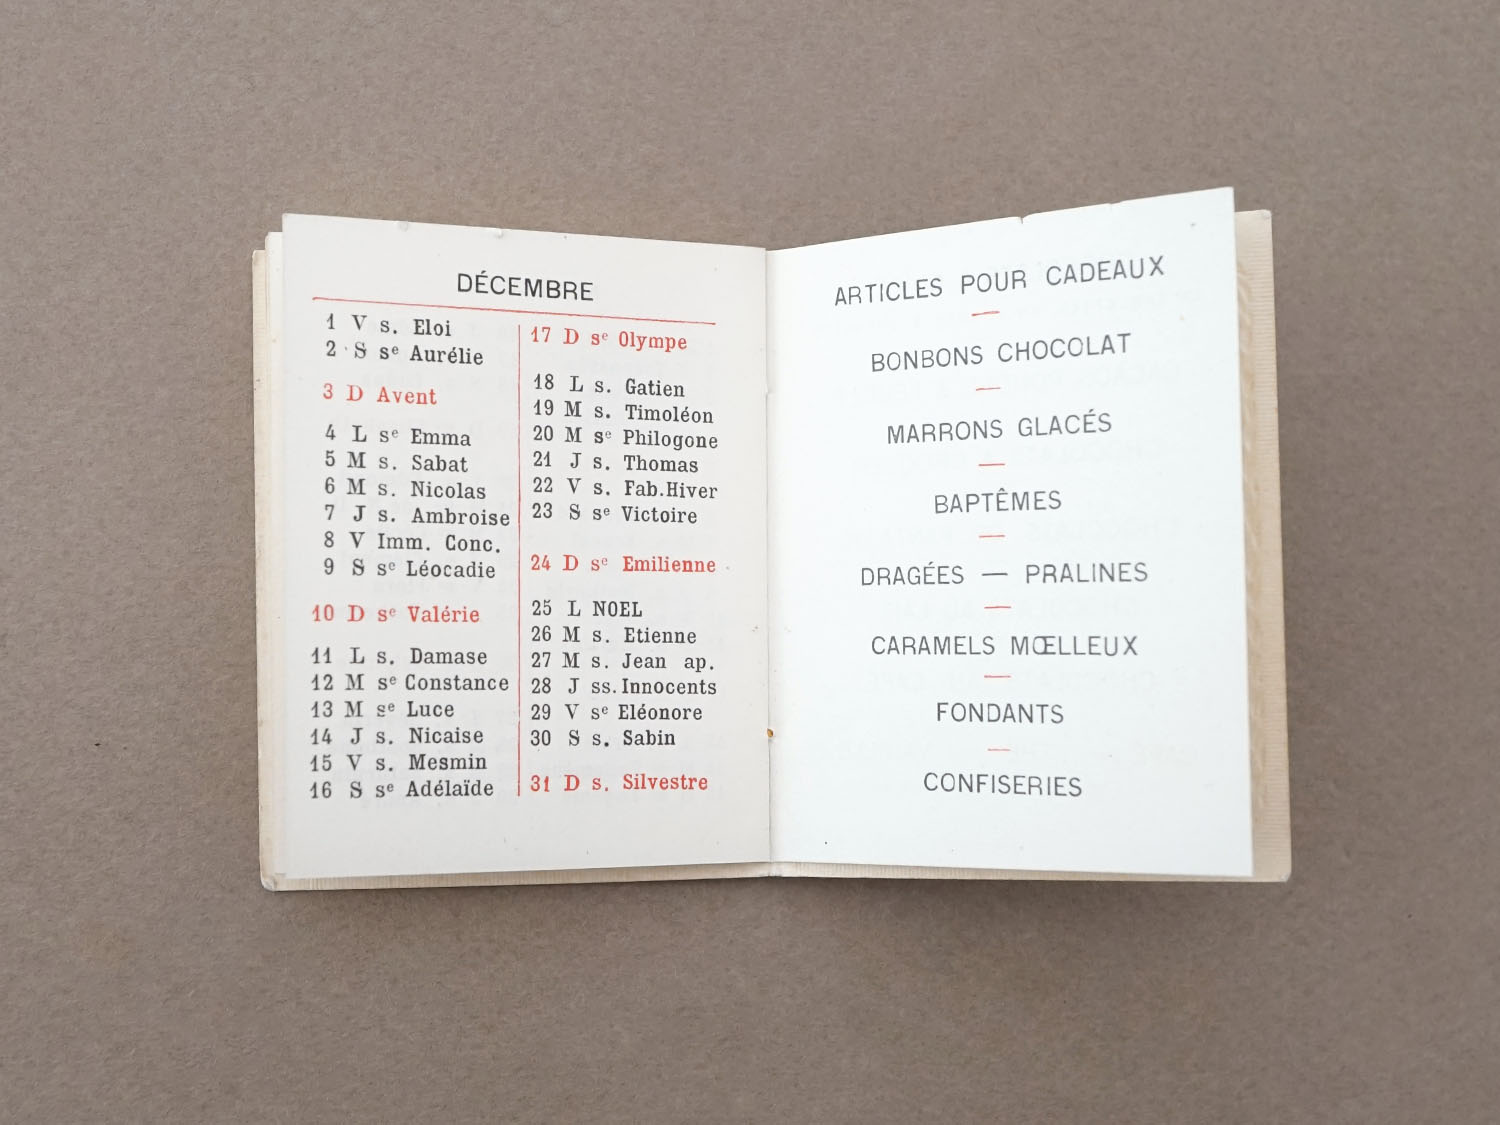 DÉCEMBRE
1 V s. Eloi
2 S sᵉ Aurélie
3 D Avent
4 L sᵉ Emma
5 M s. Sabat
6 M s. Nicolas
7 J s. Ambroise
8 V Imm. Conc.
9 S sᵉ Léocadie
10 D sᵉ Valérie
11 L s. Damase
12 M sᵉ Constance
13 M sᵉ Luce
14 J s. Nicaise
15 V s. Mesmin
16 S sᵉ Adélaïde
17 D sᵉ Olympe
18 L s. Gatien
19 M s. Timoléon
20 M sᵉ Philogone
21 J s. Thomas
22 V s. Fab.Hiver
23 S sᵉ Victoire
24 D sᵉ Emilienne
25 L NOEL
26 M s. Etienne
27 M s. Jean ap.
28 J ss. Innocents
29 V sᵉ Eléonore
30 S s. Sabin
31 D s. Silvestre
ARTICLES POUR CADEAUX
BONBONS CHOCOLAT
MARRONS GLACÉS
BAPTÊMES
DRAGÉES — PRALINES
CARAMELS MŒLLEUX
FONDANTS
CONFISERIES